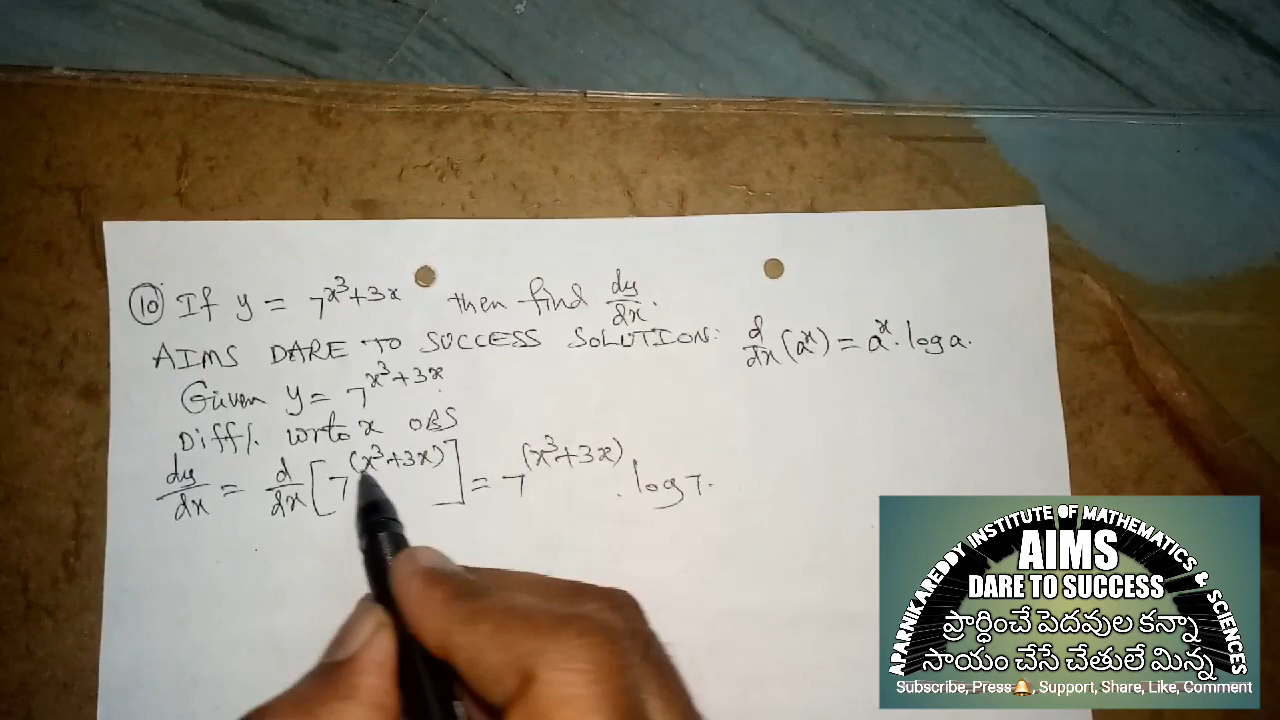 10 If y = 7^(x³+3x) then find dy/dx.
AIMS DARE TO SUCCESS SOLUTION: d/dx(aˣ) = aˣ. log a.
Given y = 7^(x³+3x).
Diff/. w r to x OBS
dy/dx = d/dx [7^(x³+3x)] = 7^(x³+3x) . log 7.
APARNIKAREDDY INSTITUTE OF MATHEMATICS & SCIENCES
AIMS
DARE TO SUCCESS
ప్రార్థించే పెదవుల కన్నా
సాయం చేసే చేతులే మిన్న
Subscribe, Press🔔, Support, Share, Like, Comment